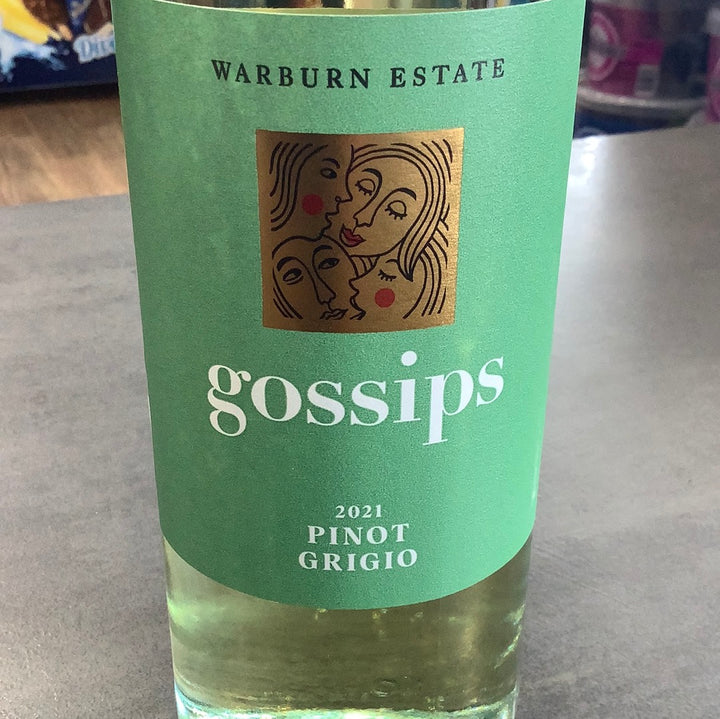 WARBURN ESTATE
gossips
2021
PINOT
GRIGIO